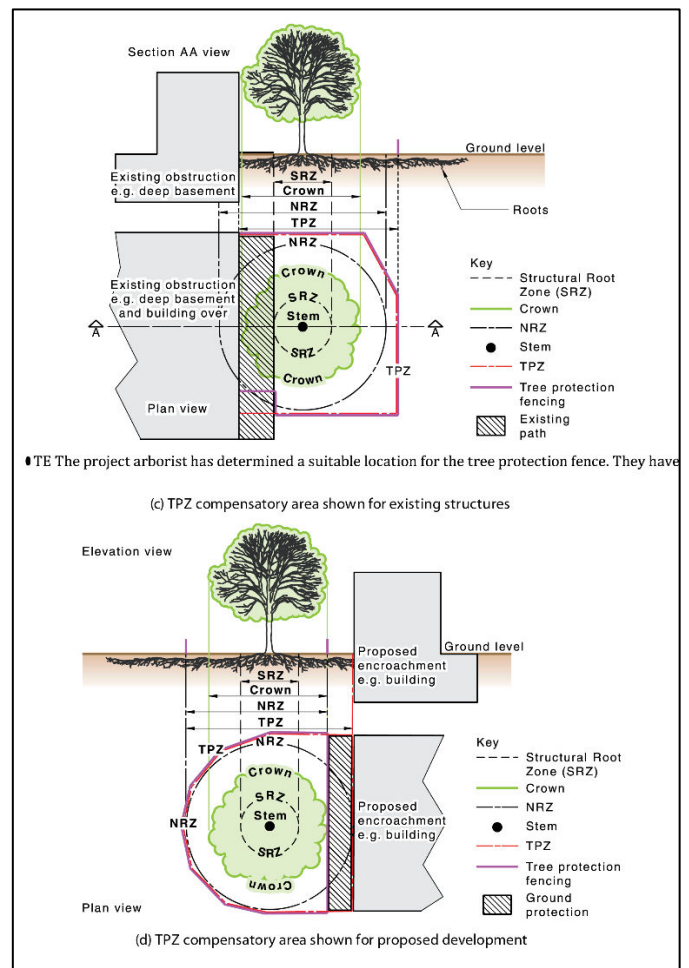 Section AA view
Ground level
Existing obstruction
e.g. deep basement
SRZ
Crown
NRZ
TPZ
Roots
NRZ
Existing obstruction
e.g. deep basement
and building over
Crown
SRZ
Stem
SRZ
Crown
A
A
TPZ
Plan view
Key
Structural Root
Zone (SRZ)
Crown
NRZ
Stem
TPZ
Tree protection
fencing
Existing
path
TE The project arborist has determined a suitable location for the tree protection fence. They have
(c) TPZ compensatory area shown for existing structures
Elevation view
Ground level
Proposed
encroachment
e.g. building
SRZ
Crown
NRZ
TPZ
TPZ
NRZ
Crown
SRZ
Stem
SRZ
Crown
NRZ
Proposed
encroachment
e.g. building
Plan view
Key
Structural Root
Zone (SRZ)
Crown
NRZ
Stem
TPZ
Tree protection
fencing
Ground
protection
(d) TPZ compensatory area shown for proposed development